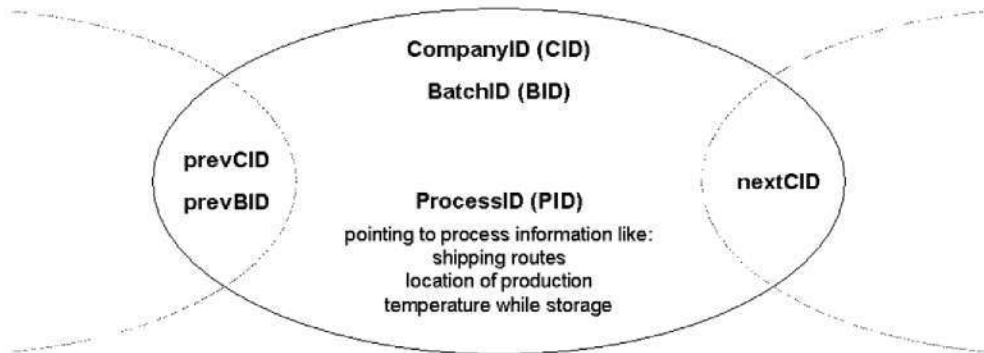 CompanyID (CID)
BatchID (BID)
prevCID
prevBID
nextCID
ProcessID (PID)
pointing to process information like:
shipping routes
location of production
temperature while storage